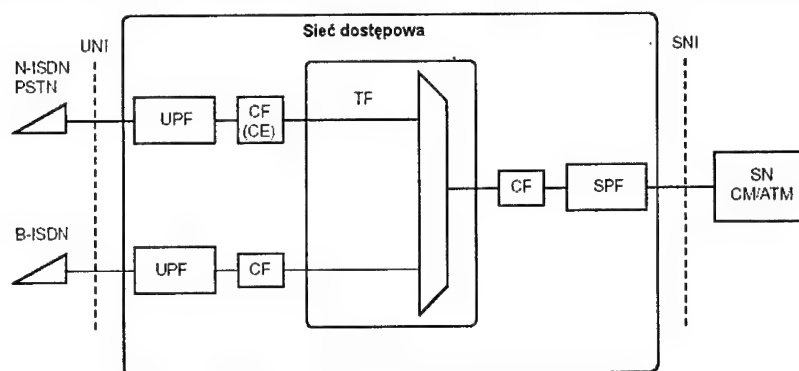 Sieć dostępowa
UNI
SNI
N-ISDN
PSTN
UPF
CF
(CE)
TF
CF
SPF
SN
CM/ATM
B-ISDN
UPF
CF